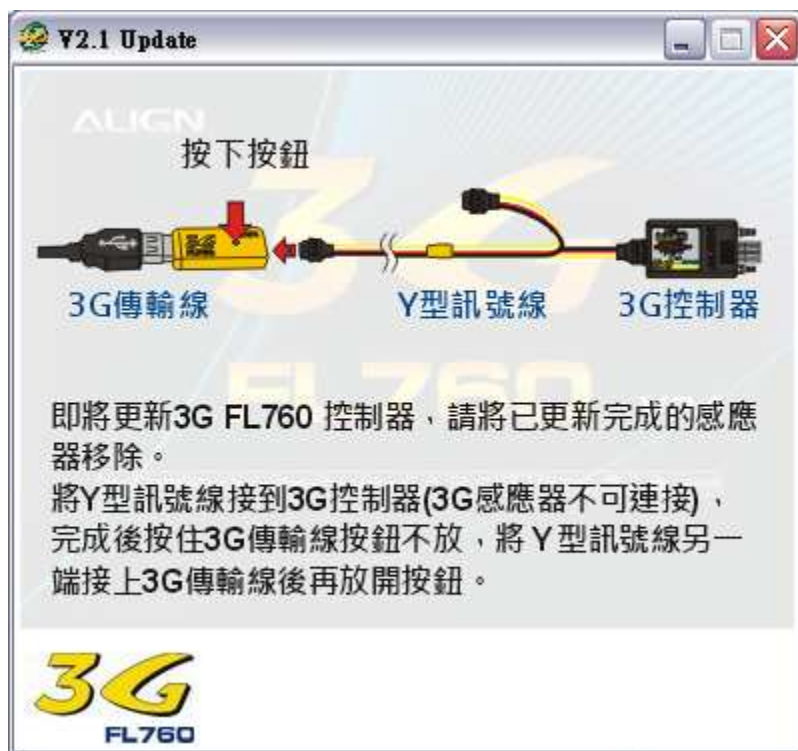 V2.1 Update
ALIGN
按下按鈕
3G
3G傳輸線
Y型訊號線
3G控制器
3G
FL760
即將更新3G FL760 控制器，請將已更新完成的感應
器移除。
將Y型訊號線接到3G控制器(3G感應器不可連接)，
完成後按住3G傳輸線按鈕不放，將Y型訊號線另一
端接上3G傳輸線後再放開按鈕。
3G
FL760